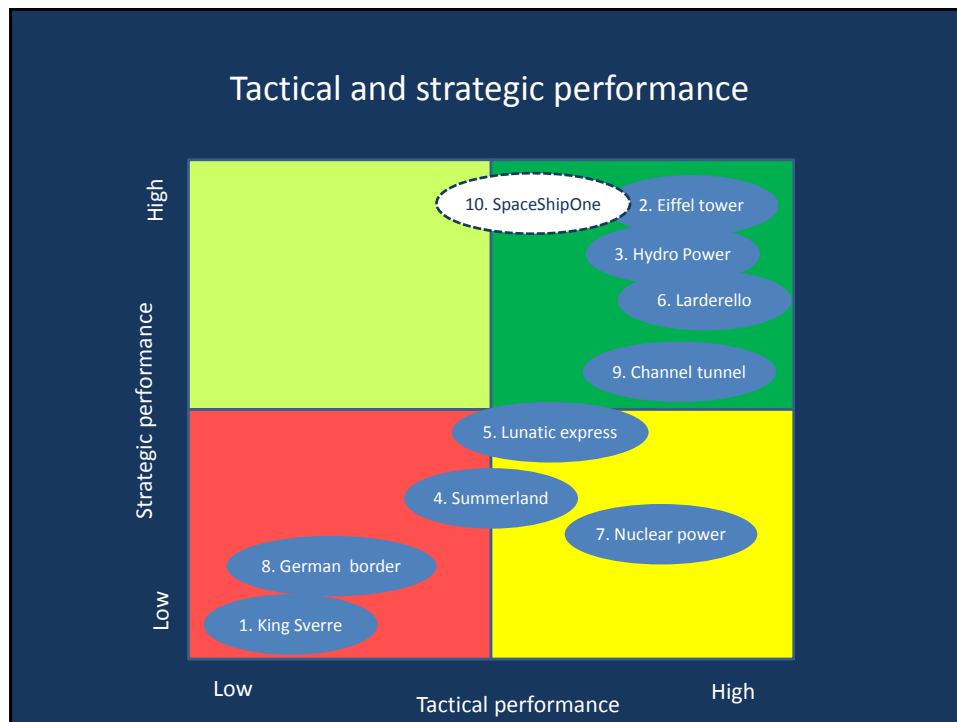 Tactical and strategic performance
High
10. SpaceShipOne
2. Eiffel tower
3. Hydro Power
6. Larderello
9. Channel tunnel
Strategic performance
5. Lunatic express
4. Summerland
7. Nuclear power
8. German  border
1. King Sverre
Low
Low
Tactical performance
High